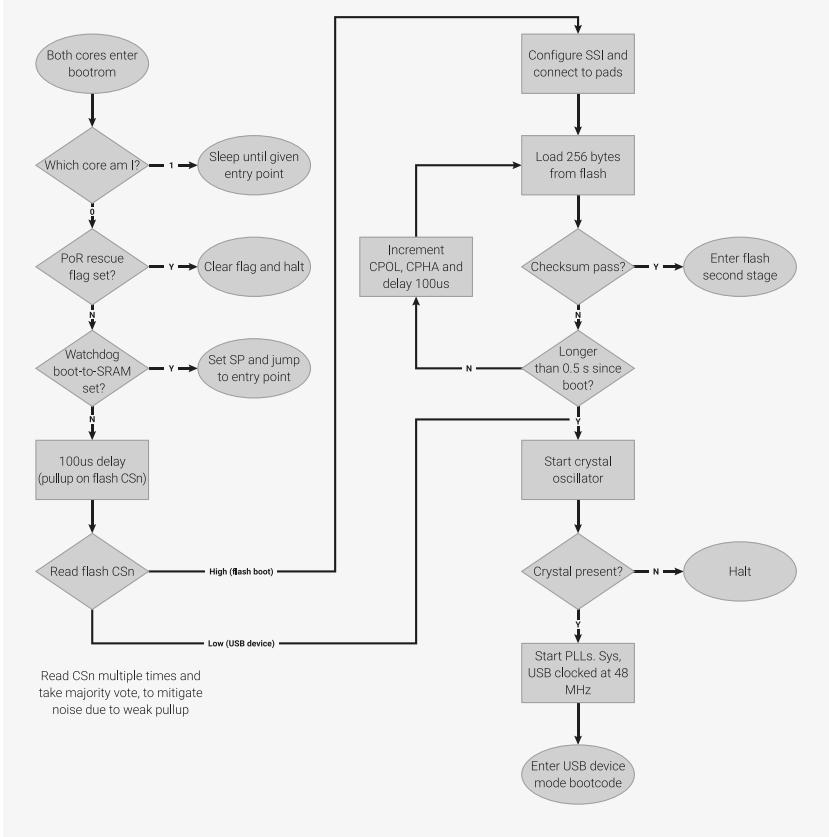 Both cores enter
bootrom
Which core am I?
1
Sleep until given
entry point
0
PoR rescue
flag set?
Y
Clear flag and halt
N
Watchdog
boot-to-SRAM
set?
Y
Set SP and jump
to entry point
N
100us delay
(pullup on flash CSn)
Read flash CSn
High (flash boot)
Low (USB device)
Read CSn multiple times and
take majority vote, to mitigate
noise due to weak pullup
Configure SSI and
connect to pads
Load 256 bytes
from flash
Increment
CPOL, CPHA and
delay 100us
Checksum pass?
Y
Enter flash
second stage
N
Longer
than 0.5 s since
boot?
N
Y
Start crystal
oscillator
Crystal present?
N
Halt
Y
Start PLLs. Sys,
USB clocked at 48
MHz
Enter USB device
mode bootcode